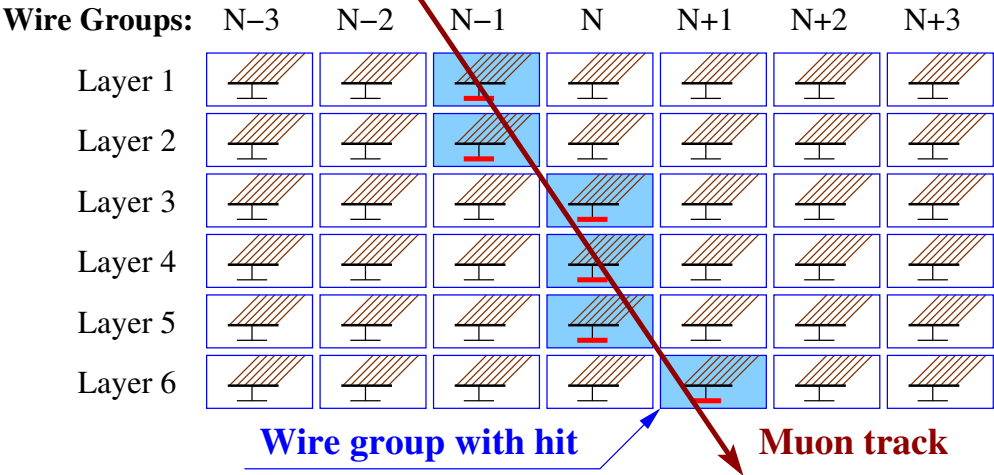 Wire Groups: N−3 N−2 N−1 N N+1 N+2 N+3
Layer 1
Layer 2
Layer 3
Layer 4
Layer 5
Layer 6
Wire group with hit Muon track